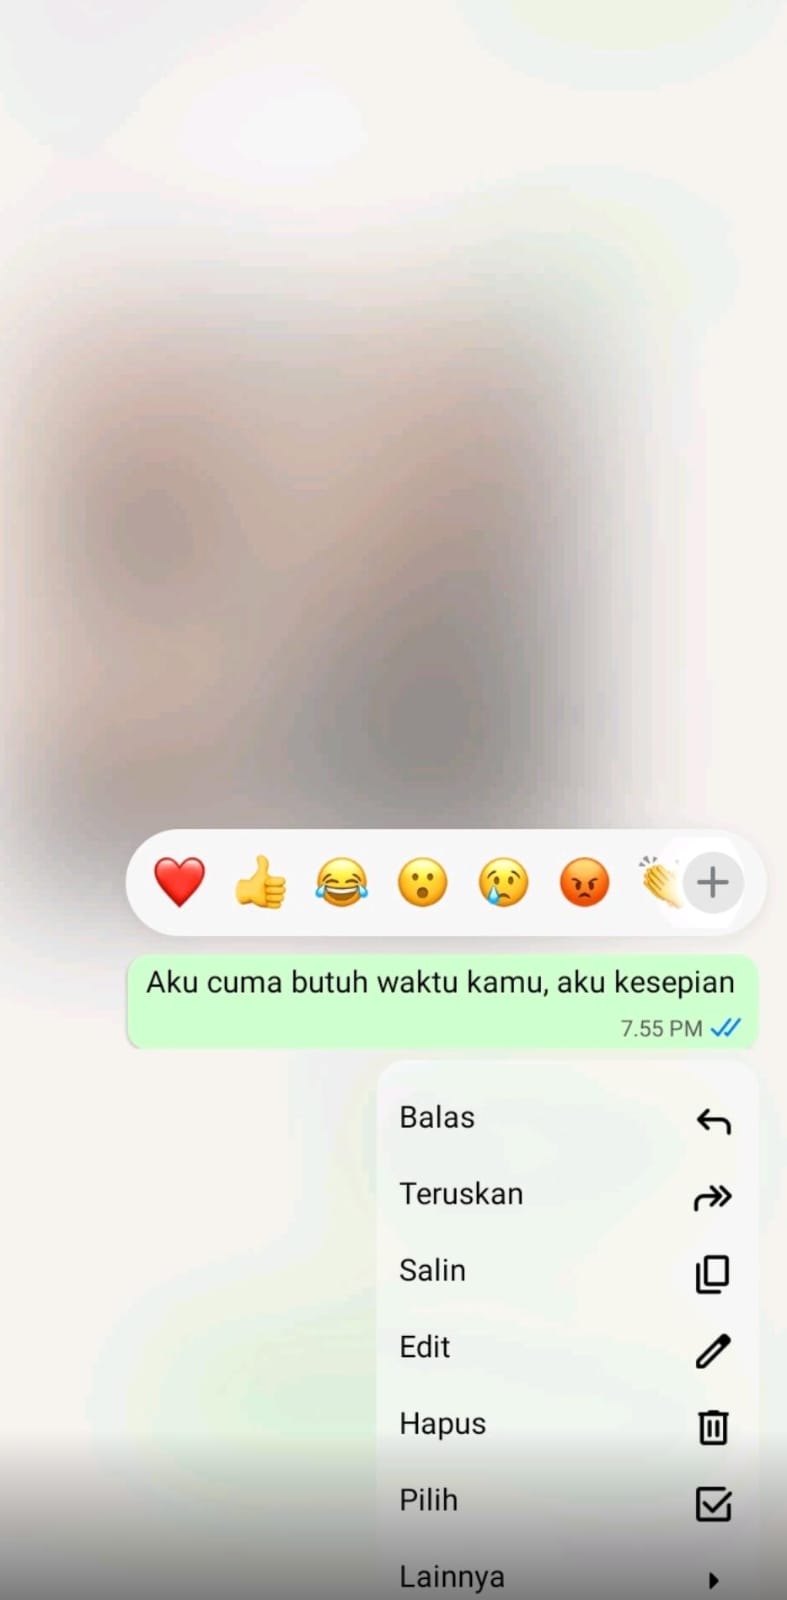 Aku cuma butuh waktu kamu, aku kesepian
7.55 PM
Balas
Teruskan
Salin
Edit
Hapus
Pilih
Lainnya